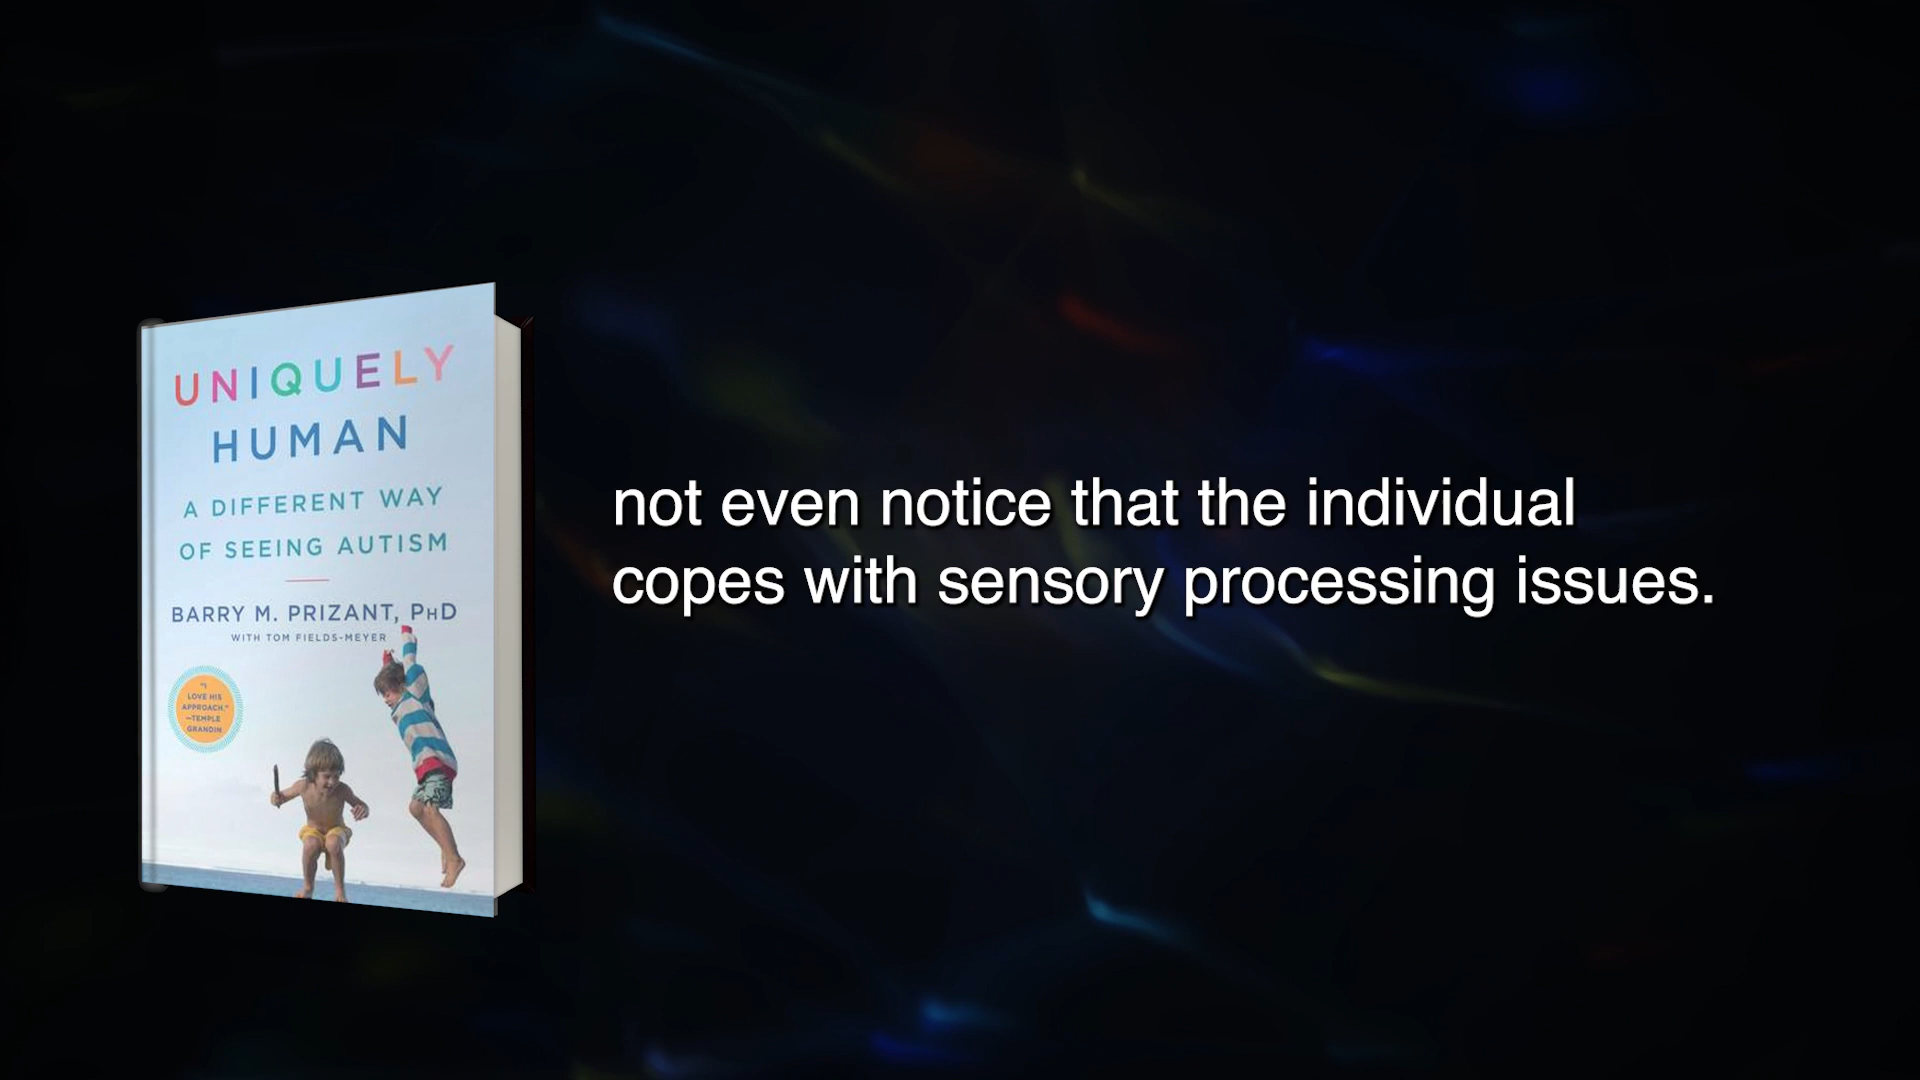 UNIQUELY
HUMAN
A DIFFERENT WAY
OF SEEING AUTISM
BARRY M. PRIZANT, PHD
WITH TOM FIELDS-MEYER
"I
LOVE HIS
APPROACH."
—TEMPLE
GRANDIN
not even notice that the individual
copes with sensory processing issues.